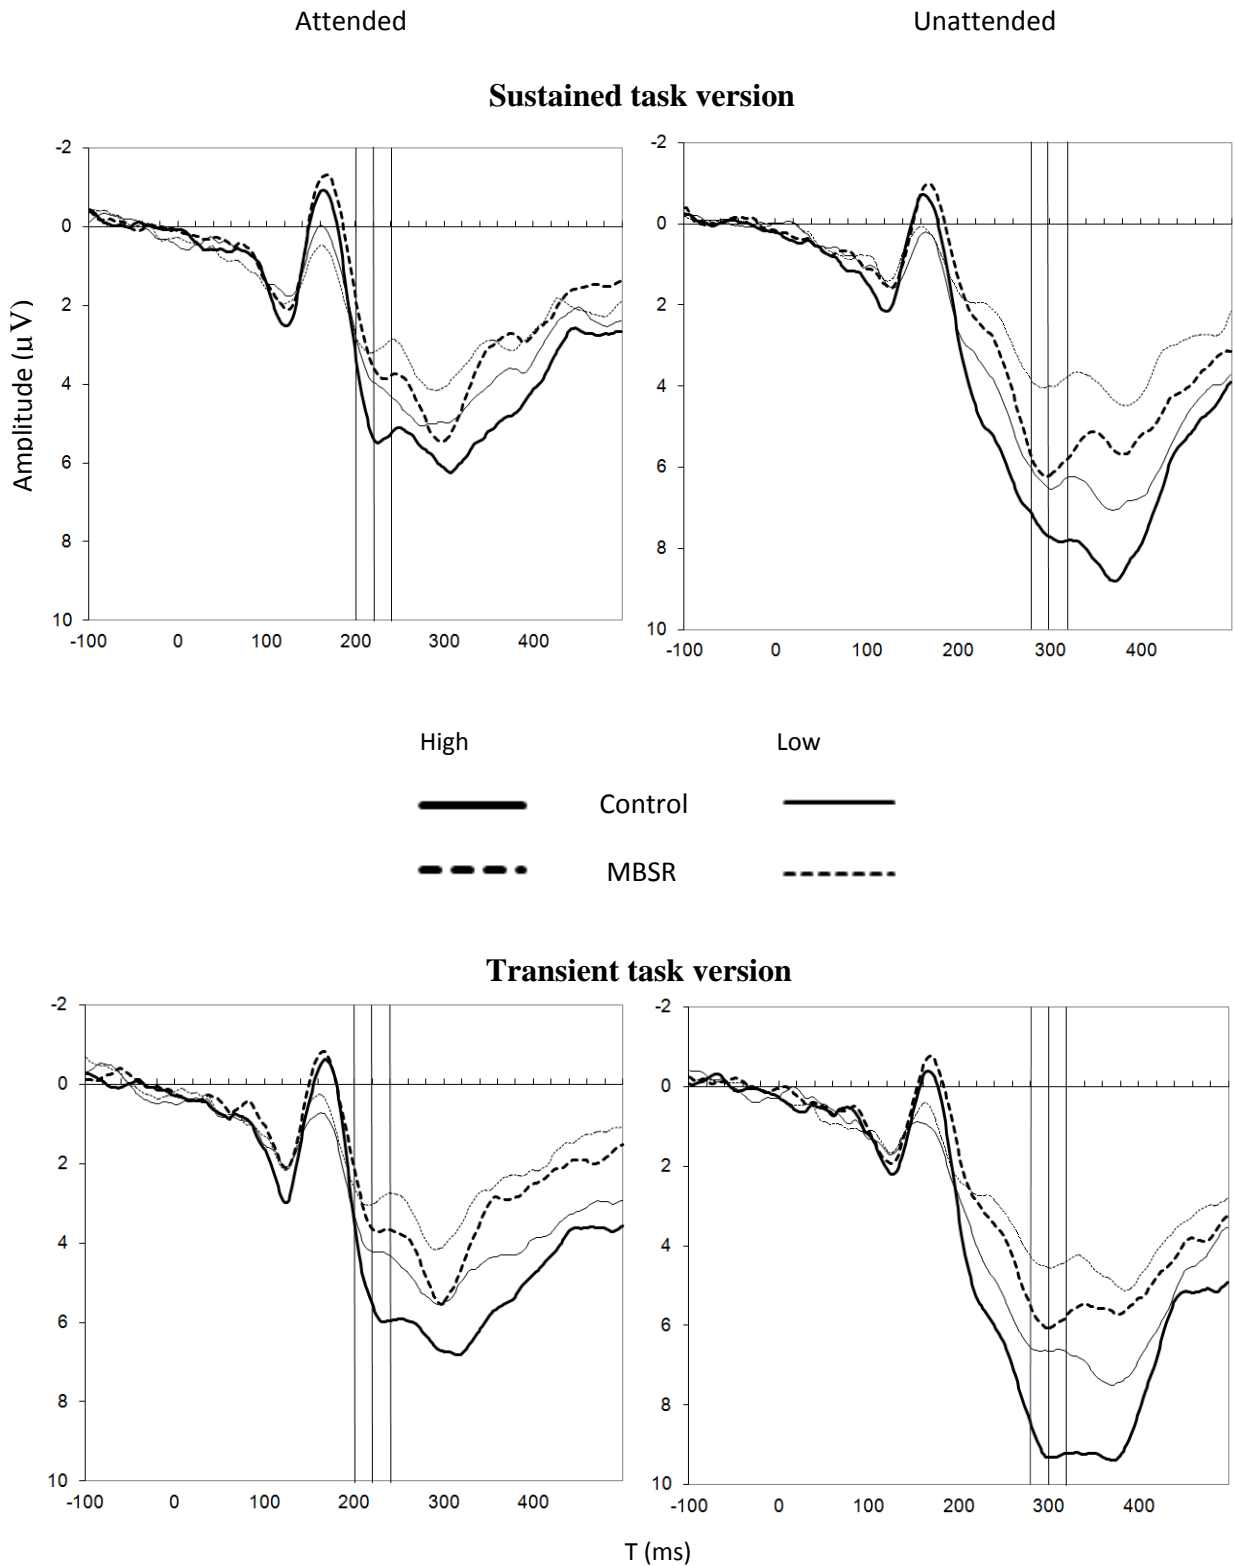 Attended Unattended
Sustained task version
-2 -2
0 0
2 2
4 4
6 6
8 8
10 10
Amplitude (µ V)
-100 0 100 200 300 400 -100 0 100 200 300 400
High Low
Control
MBSR
Transient task version
-2 -2
0 0
2 2
4 4
6 6
8 8
10 10
-100 0 100 200 300 400 -100 0 100 200 300 400
T (ms)